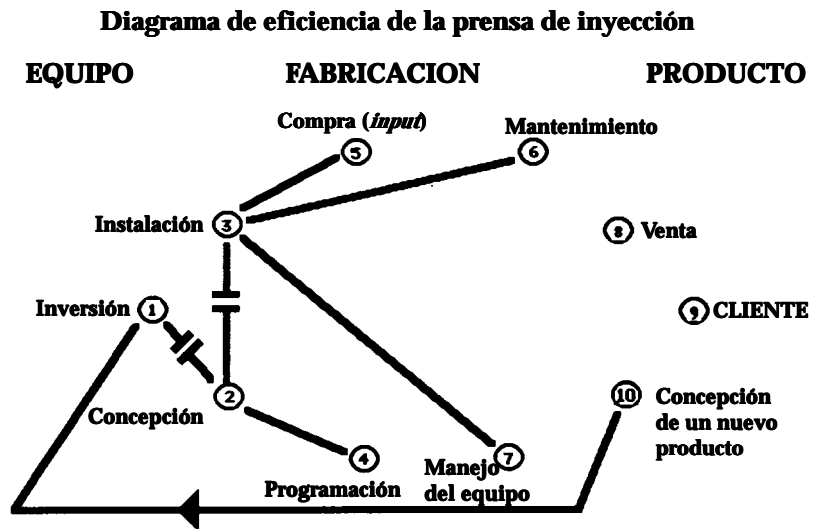 Diagrama de eficiencia de la prensa de inyección
EQUIPO FABRICACION PRODUCTO
Compra (input)
5
Mantenimiento
6
Instalación 3
8 Venta
Inversión 1
9 CLIENTE
2
Concepción
10 Concepción
de un nuevo
producto
4
Programación
7
Manejo
del equipo